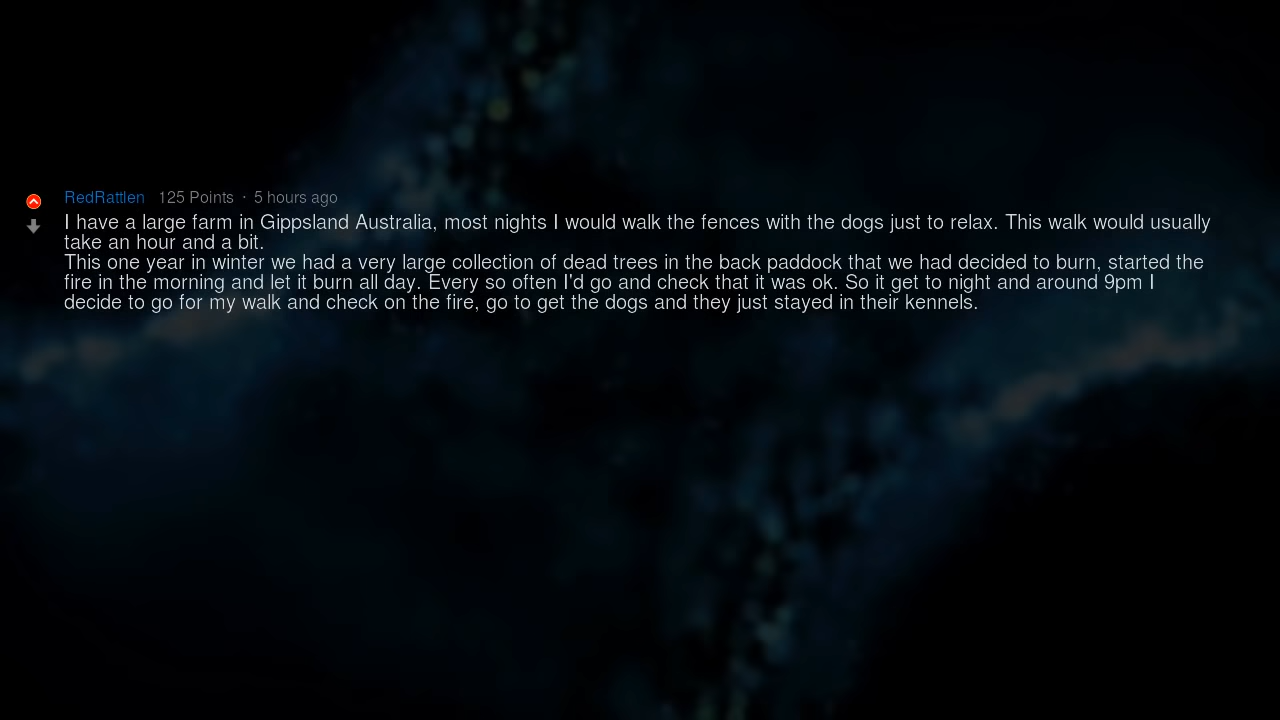 RedRattlen 125 Points · 5 hours ago
I have a large farm in Gippsland Australia, most nights I would walk the fences with the dogs just to relax. This walk would usually
take an hour and a bit.
This one year in winter we had a very large collection of dead trees in the back paddock that we had decided to burn, started the
fire in the morning and let it burn all day. Every so often I'd go and check that it was ok. So it get to night and around 9pm I
decide to go for my walk and check on the fire, go to get the dogs and they just stayed in their kennels.